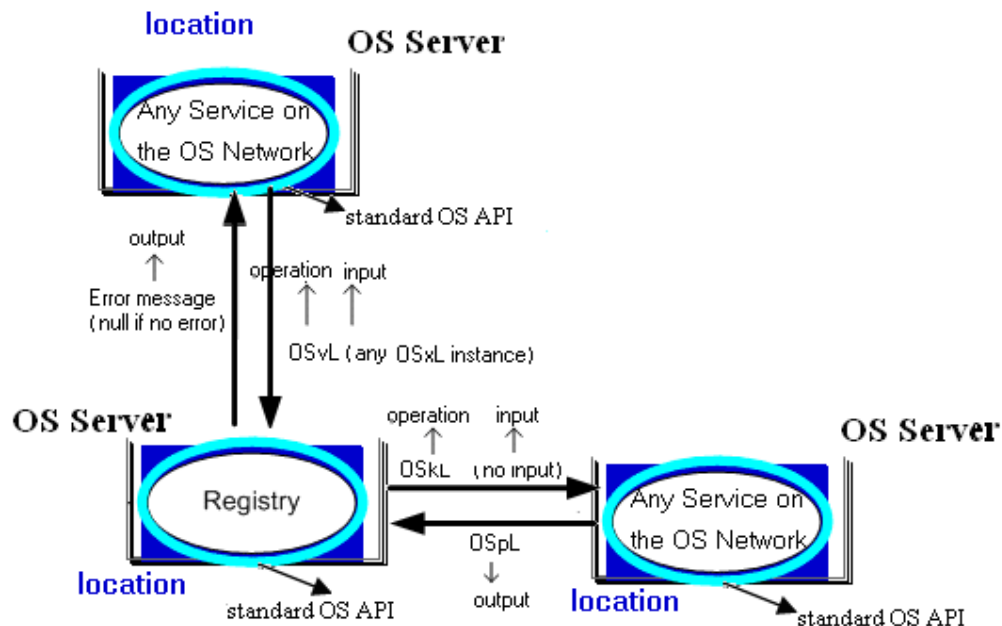 location
OS Server
Any Service on
the OS Network
standard OS API
output
operation input
Error message
(null if no error)
OSvL (any OSxL instance)
OS Server
operation input
OS Server
OSkL (no input)
Registry
Any Service on
the OS Network
OSpL
location
output
location
standard OS API
standard OS API